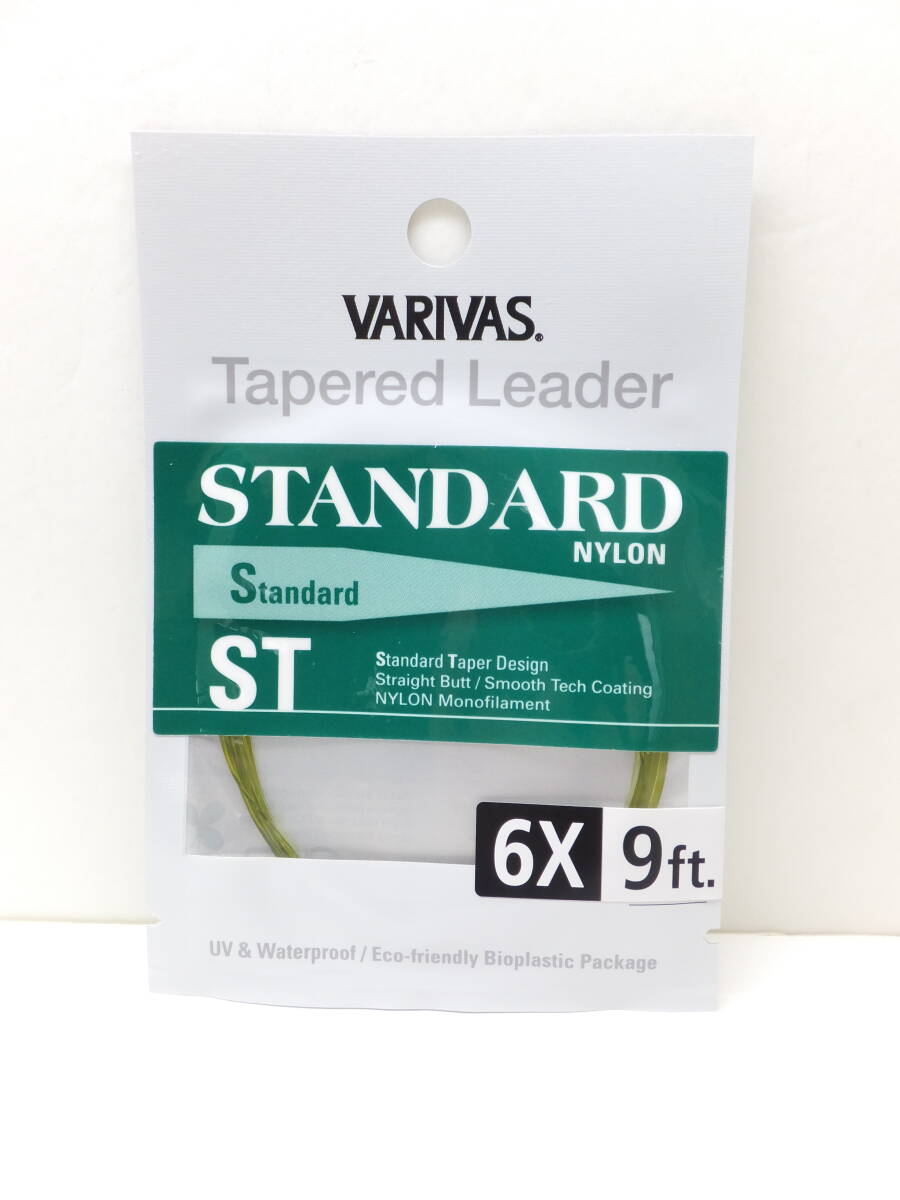 VARIVAS®
Tapered Leader
STANDARD
NYLON
Standard
ST
Standard Taper Design
Straight Butt / Smooth Tech Coating
NYLON Monofilament
6X 9ft.
UV & Waterproof / Eco-friendly Bioplastic Package